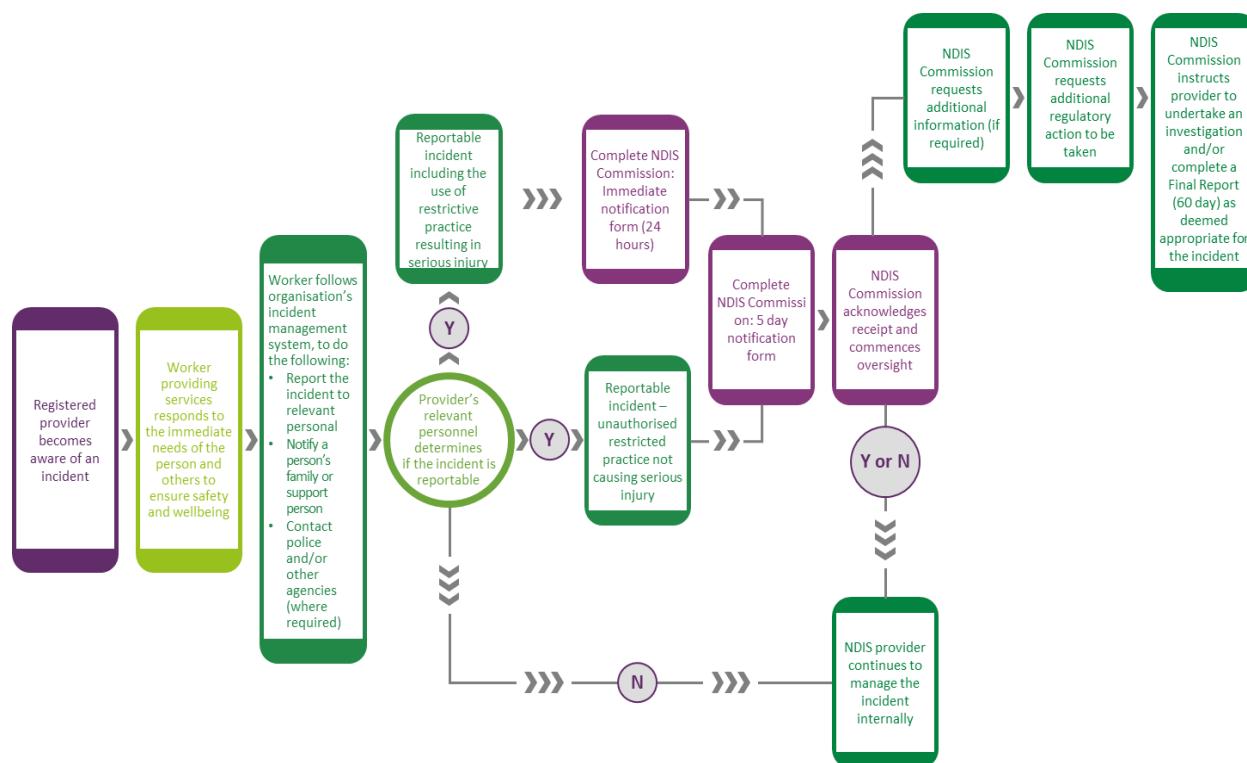 Registered
provider
becomes
aware of an
incident
Worker
providing
services
responds to
the immediate
needs of the
person and
others to
ensure safety
and wellbeing
Worker follows
organisation's
incident
management
system, to do
the following:
• Report the
incident to
relevant
personal
• Notify a
person's
family or
support
person
• Contact
police
and/or
other
agencies
(where
required)
Provider's
relevant
personnel
determines
if the incident is
reportable
Y
Reportable
incident
including the
use of
restrictive
practice
resulting in
serious injury
Complete NDIS
Commission:
Immediate
notification
form (24
hours)
Y
Reportable
incident –
unauthorised
restricted
practice not
causing serious
injury
Complete
NDIS Commissi
on: 5 day
notification
form
NDIS
Commission
acknowledges
receipt and
commences
oversight
NDIS
Commission
requests
additional
information (if
required)
NDIS
Commission
requests
additional
regulatory
action to be
taken
NDIS
Commission
instructs
provider to
undertake an
investigation
and/or
complete a
Final Report
(60 day) as
deemed
appropriate for
the incident
Y or N
N
NDIS provider
continues to
manage the
incident
internally